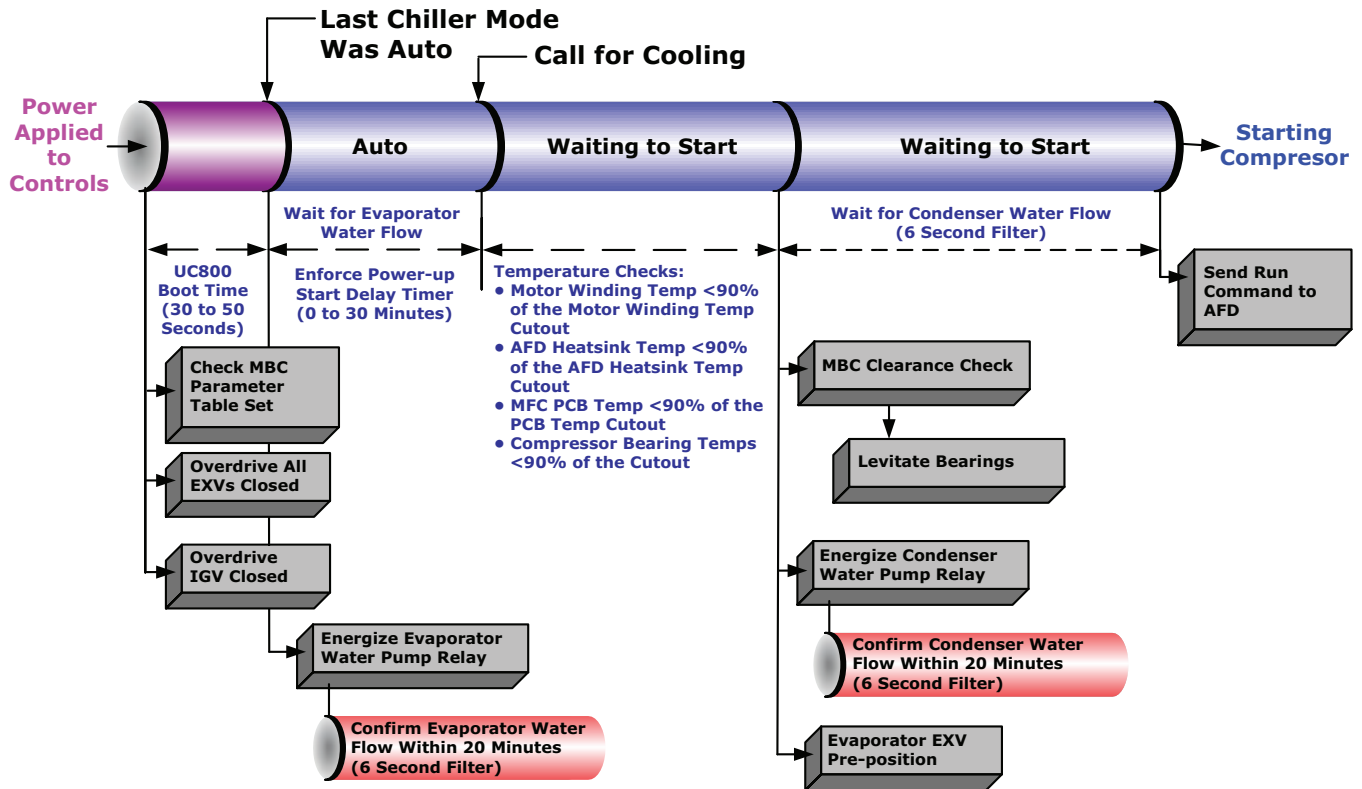 Last Chiller Mode
Was Auto
Call for Cooling
Power
Applied
to
Controls
Auto
Waiting to Start
Waiting to Start
Starting
Compresor
Wait for Evaporator
Water Flow
Wait for Condenser Water Flow
(6 Second Filter)
UC800
Boot Time
(30 to 50
Seconds)
Enforce Power-up
Start Delay Timer
(0 to 30 Minutes)
Temperature Checks:
• Motor Winding Temp <90%
of the Motor Winding Temp
Cutout
• AFD Heatsink Temp <90%
of the AFD Heatsink Temp
Cutout
• MFC PCB Temp <90% of the
PCB Temp Cutout
• Compressor Bearing Temps
<90% of the Cutout
Send Run
Command to
AFD
Check MBC
Parameter
Table Set
MBC Clearance Check
Overdrive All
EXVs Closed
Levitate Bearings
Overdrive
IGV Closed
Energize Condenser
Water Pump Relay
Energize Evaporator
Water Pump Relay
Confirm Condenser Water
Flow Within 20 Minutes
(6 Second Filter)
Confirm Evaporator Water
Flow Within 20 Minutes
(6 Second Filter)
Evaporator EXV
Pre-position